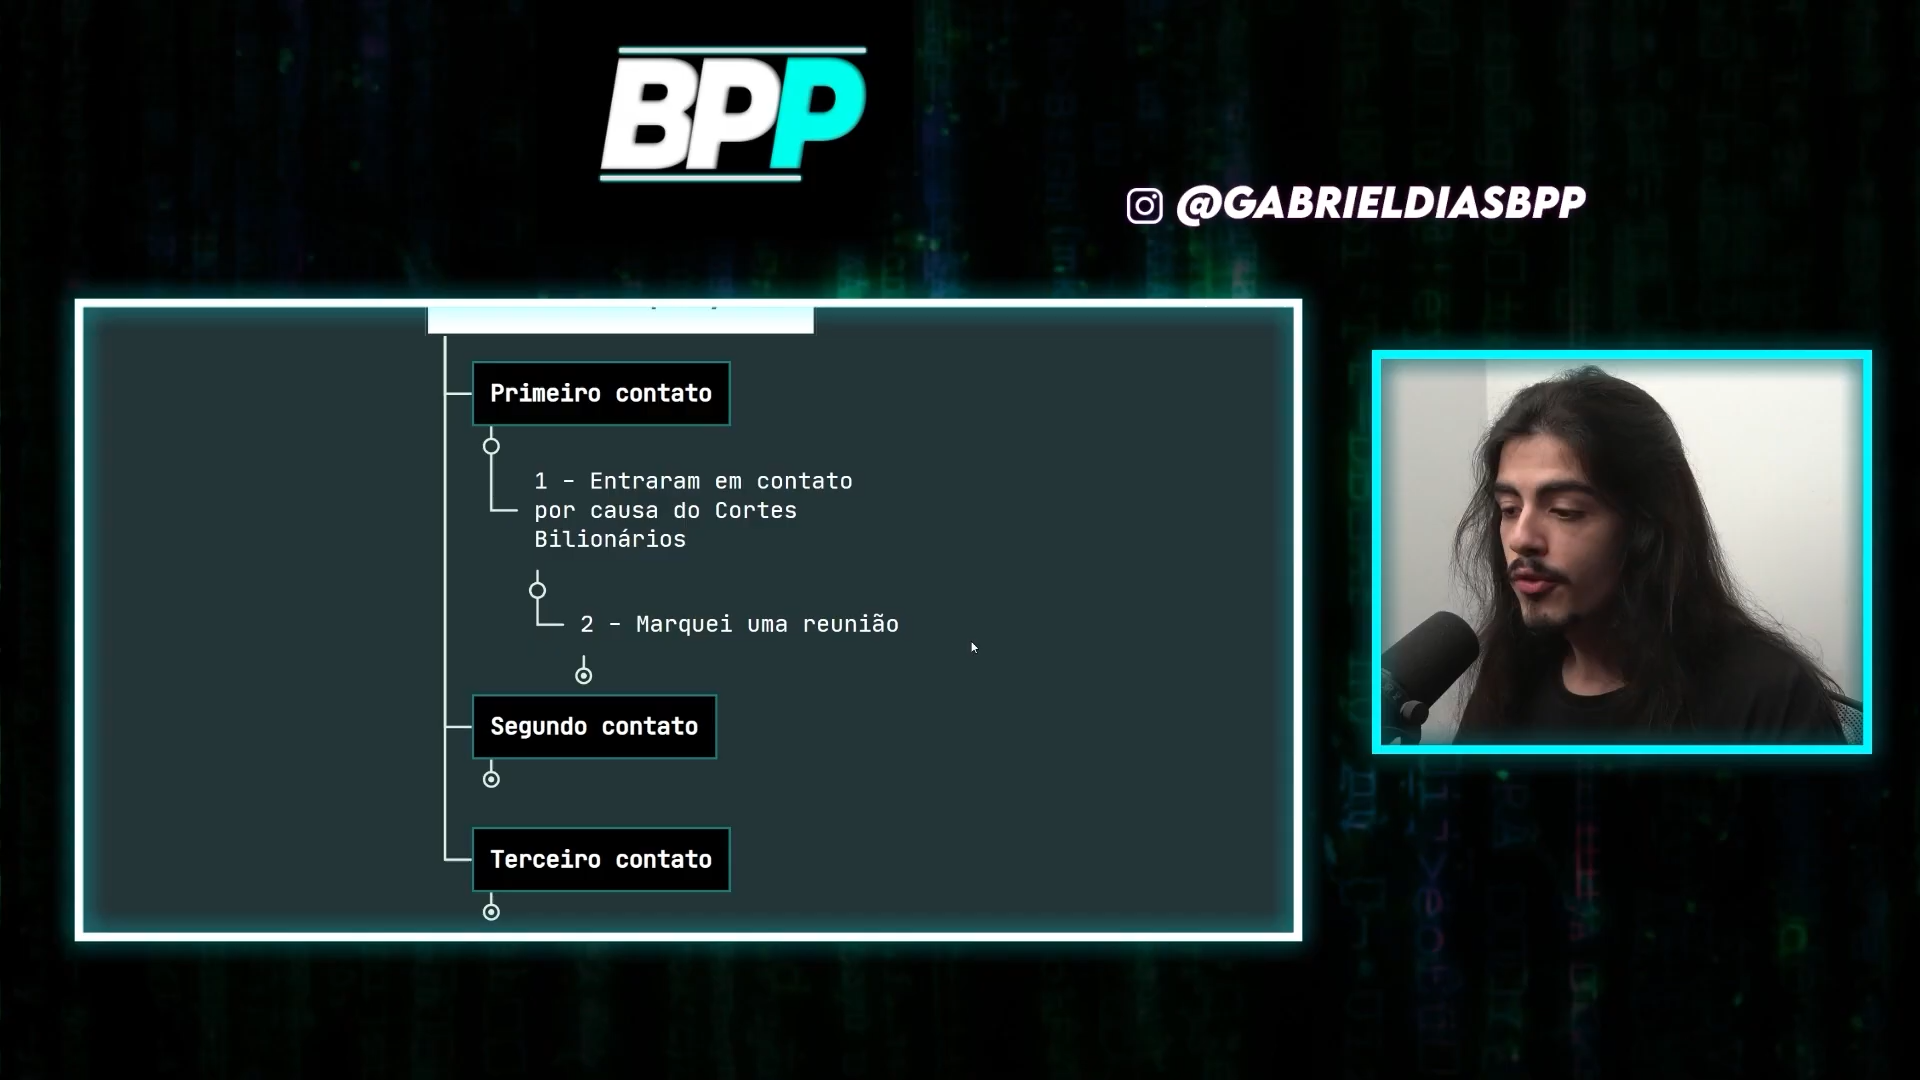 BPP
@GABRIELDIASBPP
Primeiro contato
1 - Entraram em contato
por causa do Cortes
Bilionários
2 - Marquei uma reunião
Segundo contato
Terceiro contato